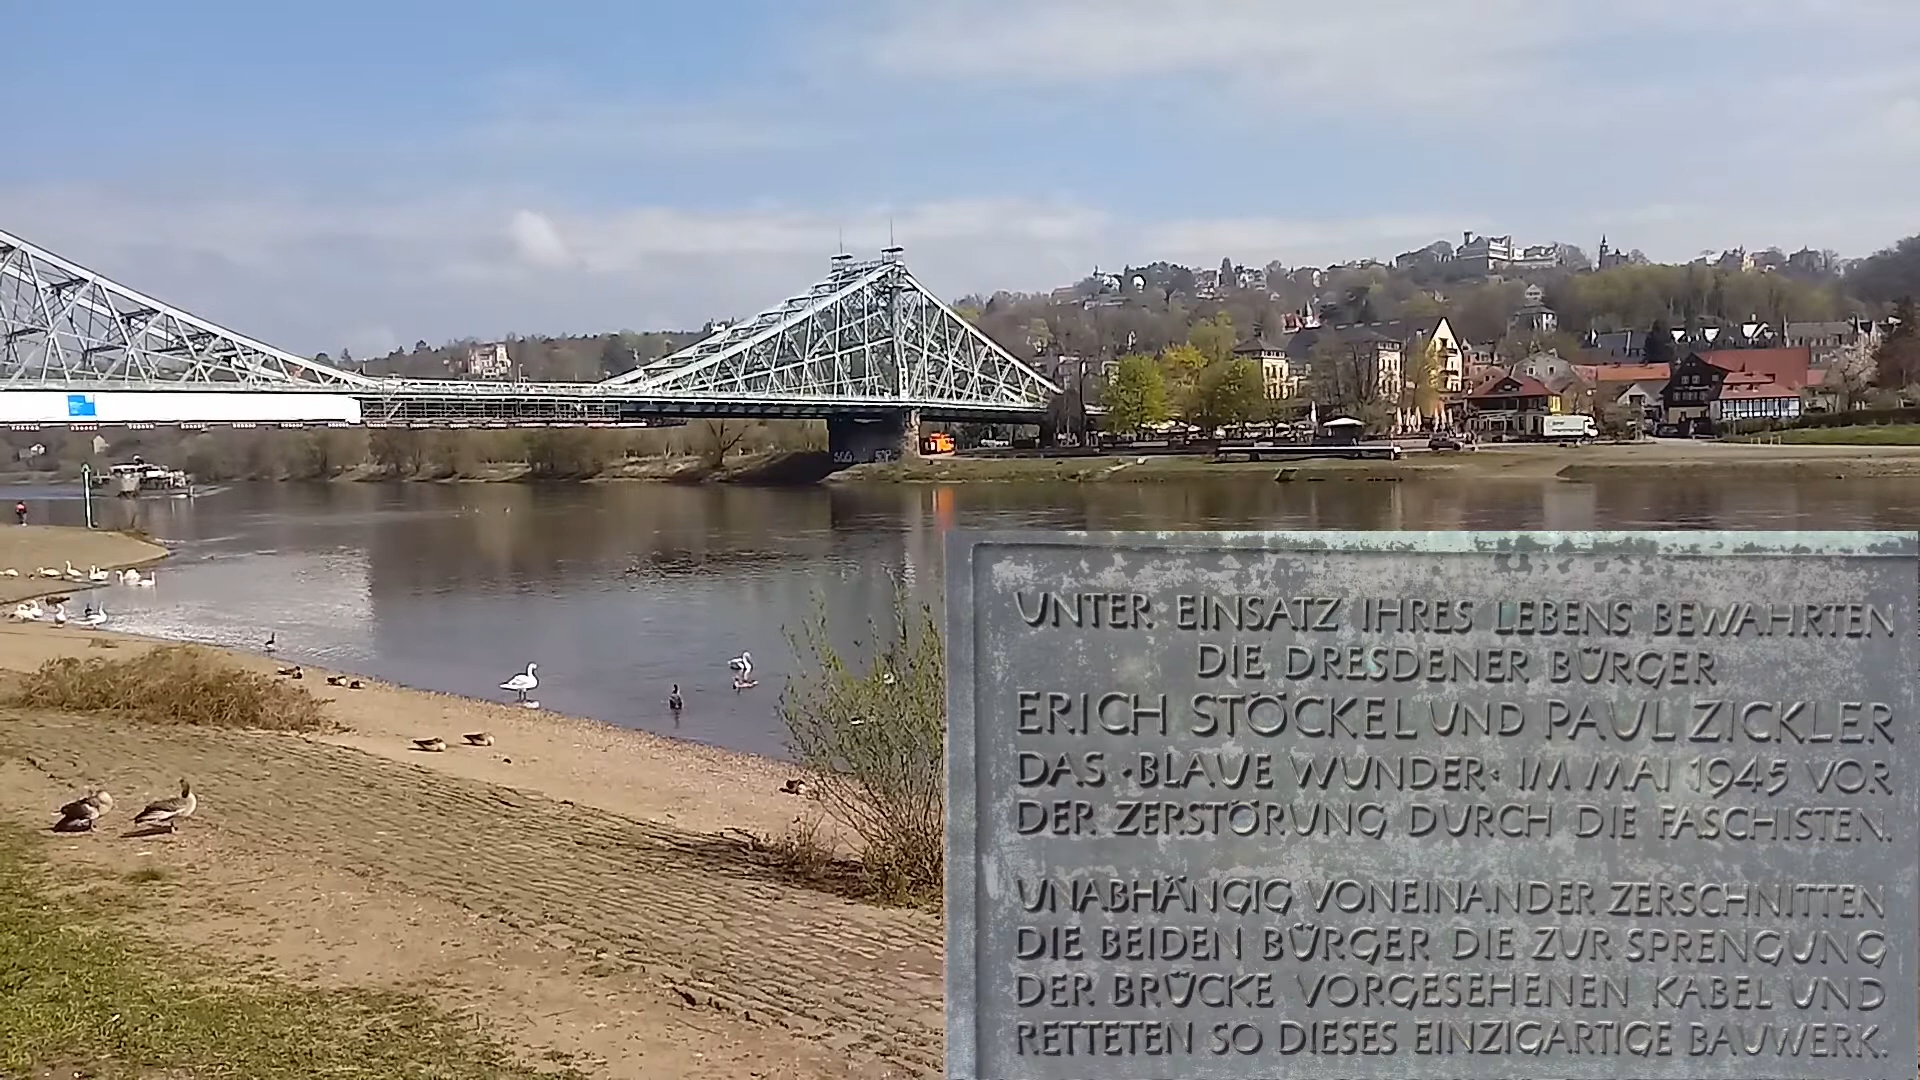 UNTER EINSATZ IHRES LEBENS BEWAHRTEN
DIE DRESDENER BÜRGER
ERICH STÖCKEL UND PAUL ZICKLER
DAS ·BLAUE WUNDER· IM MAI 1945 VOR
DER ZERSTÖRUNG DURCH DIE FASCHISTEN.
UNABHÄNGIG VONEINANDER ZERSCHNITTEN
DIE BEIDEN BÜRGER DIE ZUR SPRENGUNG
DER BRÜCKE VORGESEHENEN KABEL UND
RETTETEN SO DIESES EINZIGARTIGE BAUWERK.